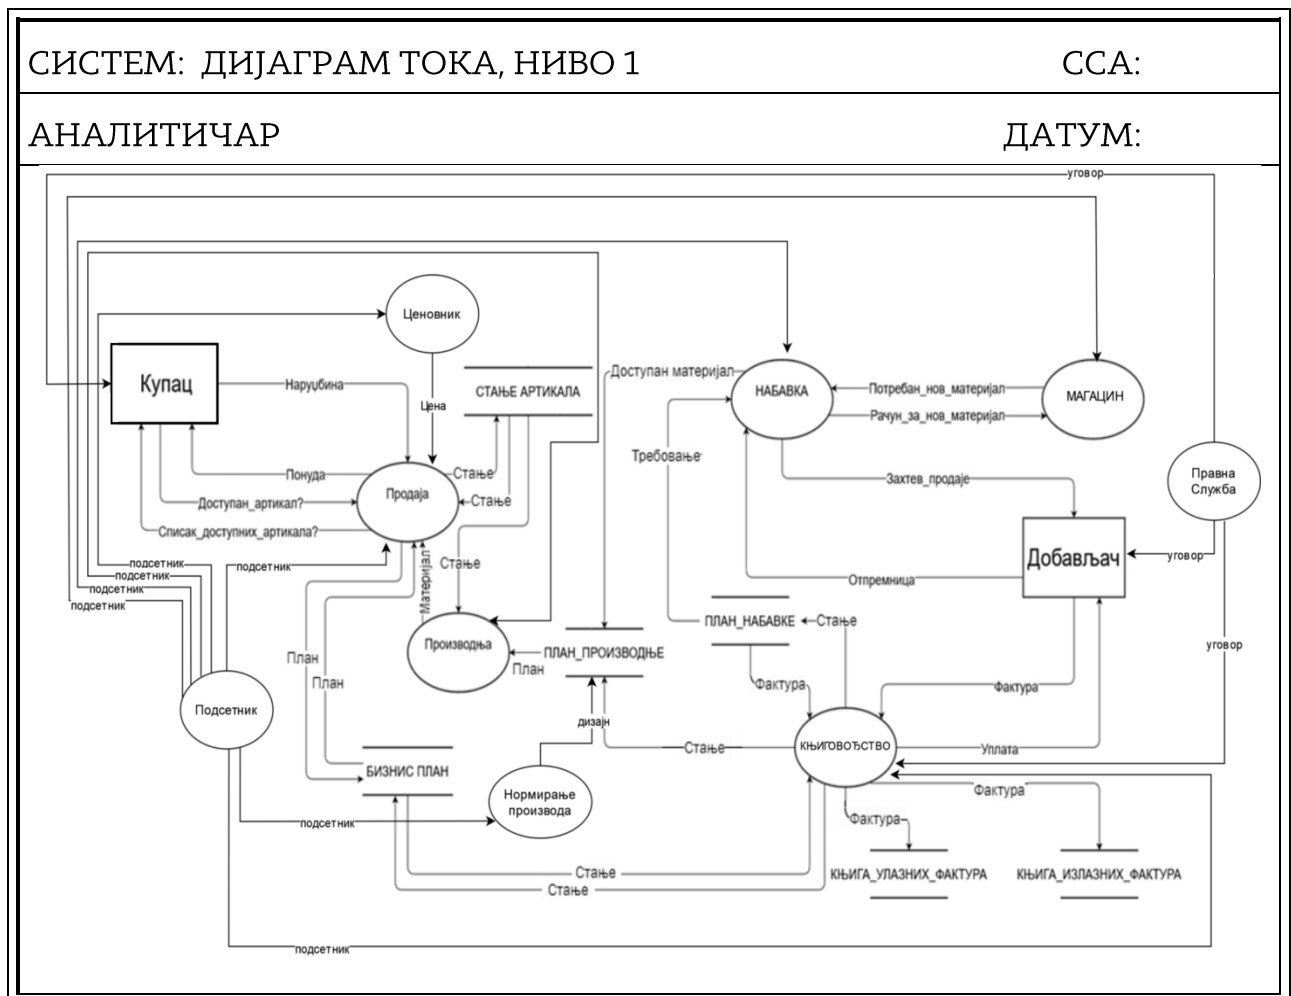 СИСТЕМ: ДИЈАГРАМ ТОКА, НИВО 1
ССА:
АНАЛИТИЧАР
ДАТУМ:
уговор
Ценовник
Купац
Наруџбина
Цена
СТАЊЕ АРТИКАЛА
Доступан материјал
НАБАВКА
Потребан_нов_материјал
Рачун_за_нов_материјал
МАГАЦИН
Требовање
Понуда
Стање
Доступан_артикал?
Продаја
Стање
Захтев_продаје
Правна
Служба
Списак_доступних_артикала?
Материјал
Стање
подсетник
подсетник
подсетник
подсетник
подсетник
Добављач
уговор
Отпремница
ПЛАН_НАБАВКЕ
Стање
Производња
План
ПЛАН_ПРОИЗВОДЊЕ
уговор
План
План
Фактура
Фактура
Подсетник
дизајн
Стање
КЊИГОВОЂСТВО
Уплата
БИЗНИС ПЛАН
Нормирање
производа
Фактура
подсетник
Фактура
Стање
КЊИГА_УЛАЗНИХ_ФАКТУРА
КЊИГА_ИЗЛАЗНИХ_ФАКТУРА
Стање
подсетник